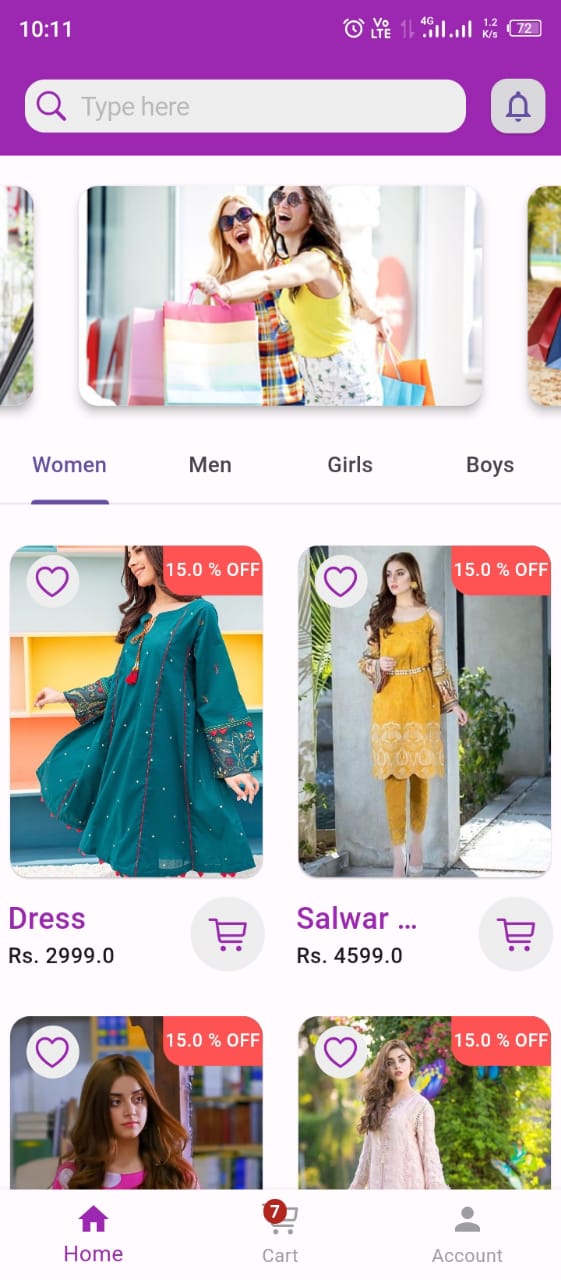 10:11
Vo LTE
4G
1.2 K/s
72
Type here
Women Men Girls Boys
15.0 % OFF
15.0 % OFF
Dress
Rs. 2999.0
Salwar ...
Rs. 4599.0
15.0 % OFF
15.0 % OFF
7
Home Cart Account